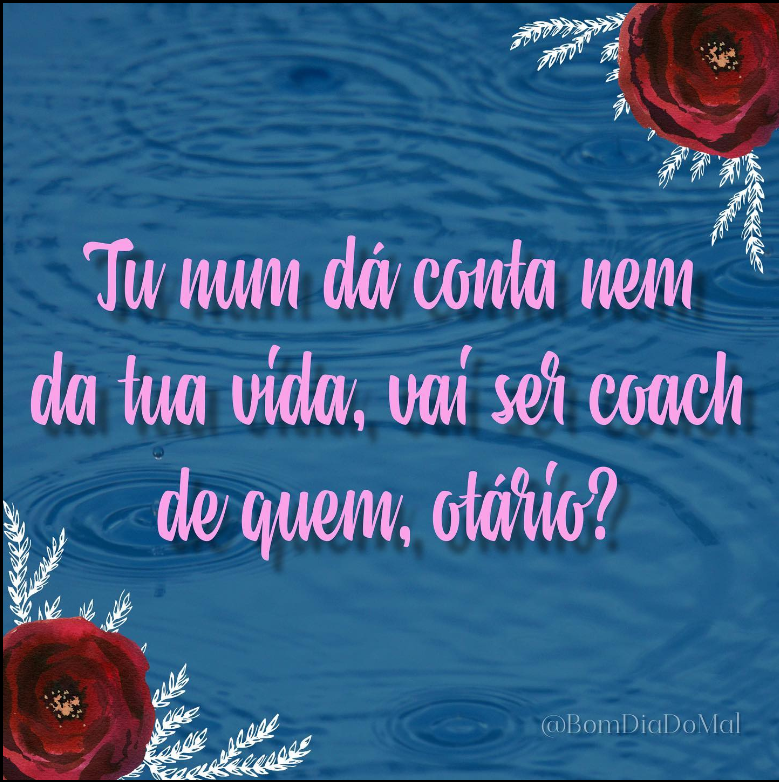 Tu num dá conta nem
da tua vida, vai ser coach
de quem, otário?
@BomDiaDoMal